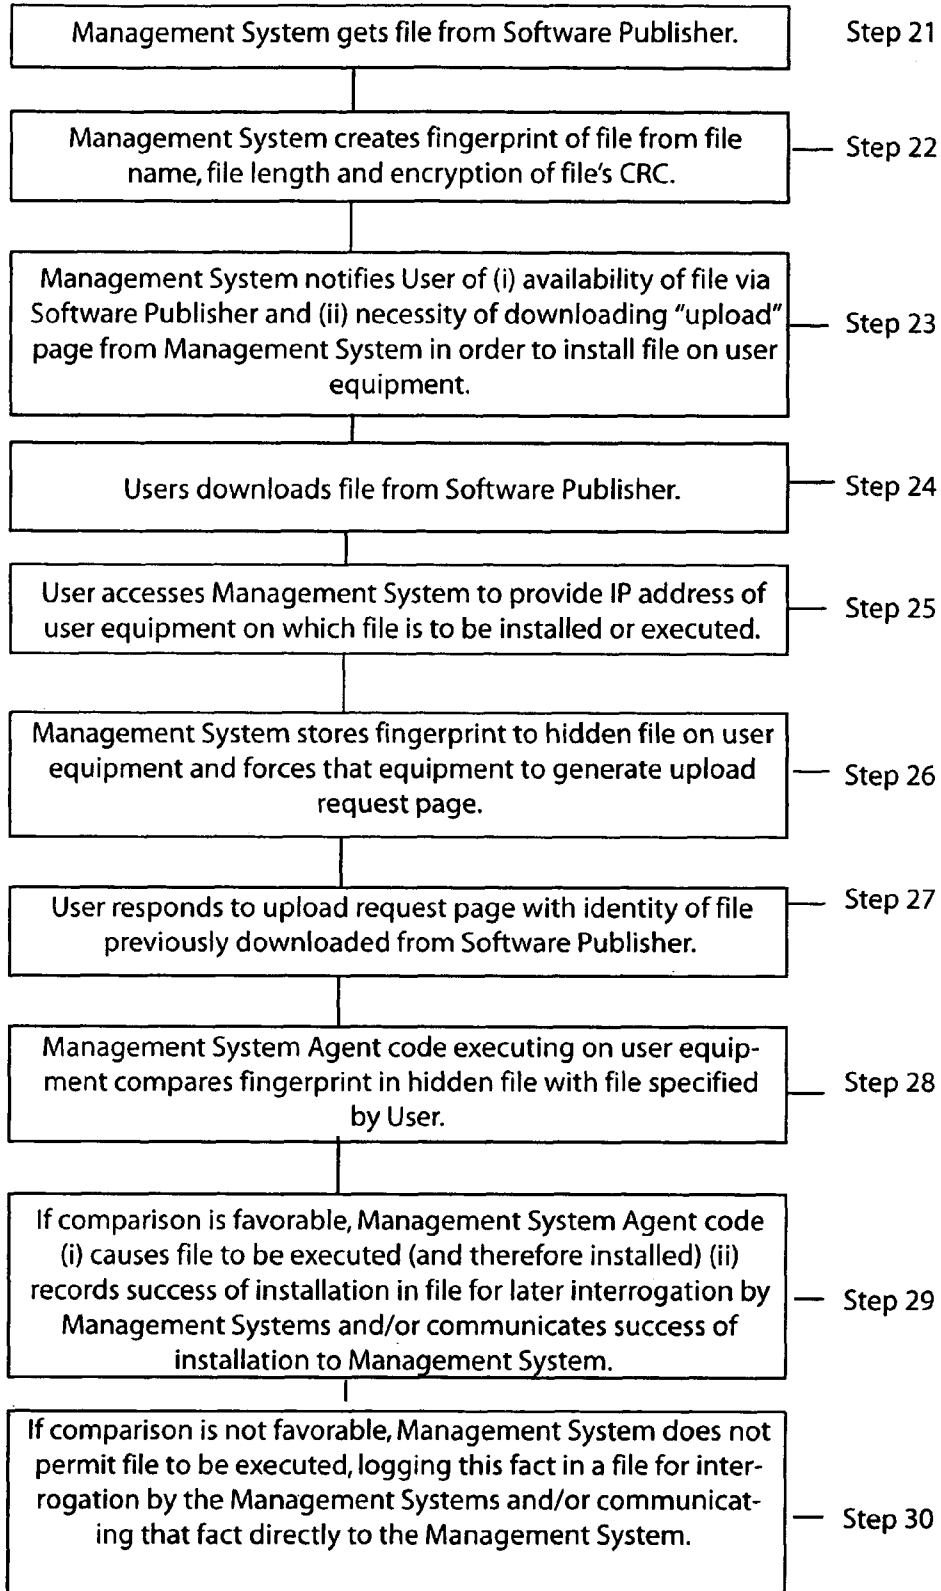 Management System gets file from Software Publisher.
Step 21
Management System creates fingerprint of file from file
name, file length and encryption of file's CRC.
Step 22
Management System notifies User of (i) availability of file via
Software Publisher and (ii) necessity of downloading "upload"
page from Management System in order to install file on user
equipment.
Step 23
Users downloads file from Software Publisher.
Step 24
User accesses Management System to provide IP address of
user equipment on which file is to be installed or executed.
Step 25
Management System stores fingerprint to hidden file on user
equipment and forces that equipment to generate upload
request page.
Step 26
User responds to upload request page with identity of file
previously downloaded from Software Publisher.
Step 27
Management System Agent code executing on user equip-
ment compares fingerprint in hidden file with file specified
by User.
Step 28
If comparison is favorable, Management System Agent code
(i) causes file to be executed (and therefore installed) (ii)
records success of installation in file for later interrogation by
Management Systems and/or communicates success of
installation to Management System.
Step 29
If comparison is not favorable, Management System does not
permit file to be executed, logging this fact in a file for inter-
rogation by the Management Systems and/or communicat-
ing that fact directly to the Management System.
Step 30